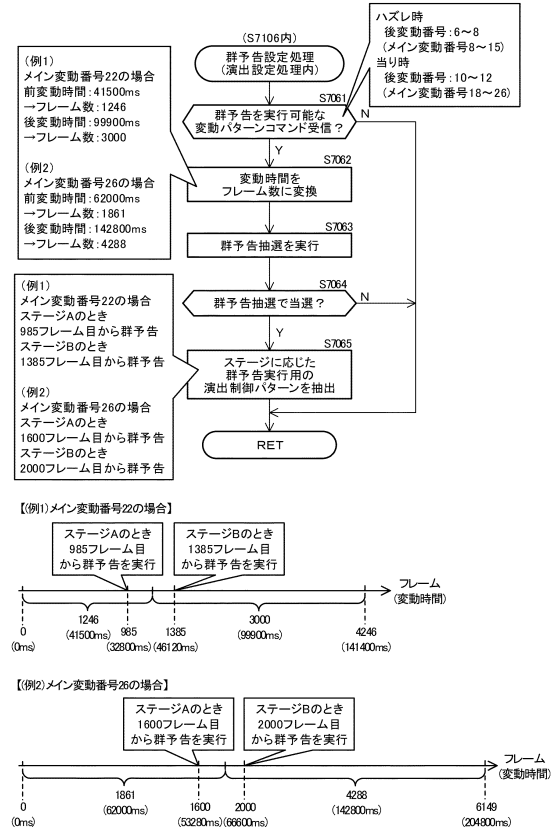 (S7106内)
群予告設定処理
(演出設定処理内)
ハズレ時
後変動番号:6～8
(メイン変動番号8～15)
当り時
後変動番号:10～12
(メイン変動番号18～26)
S7061
群予告を実行可能な
変動パターンコマンド受信?
N
Y
(例1)
メイン変動番号22の場合
前変動時間:41500ms
→フレーム数:1246
後変動時間:99900ms
→フレーム数:3000
(例2)
メイン変動番号26の場合
前変動時間:62000ms
→フレーム数:1861
後変動時間:142800ms
→フレーム数:4288
S7062
変動時間を
フレーム数に変換
S7063
群予告抽選を実行
S7064
群予告抽選で当選?
N
Y
(例1)
メイン変動番号22の場合
ステージAのとき
985フレーム目から群予告
ステージBのとき
1385フレーム目から群予告
(例2)
メイン変動番号26の場合
ステージAのとき
1600フレーム目から群予告
ステージBのとき
2000フレーム目から群予告
S7065
ステージに応じた
群予告実行用の
演出制御パターンを抽出
RET
【(例1)メイン変動番号22の場合】
ステージAのとき
985フレーム目
から群予告を実行
ステージBのとき
1385フレーム目
から群予告を実行
フレーム
(変動時間)
1246
(41500ms)
3000
(99900ms)
0
(0ms)
985
(32800ms)
1385
(46120ms)
4246
(141400ms)
【(例2)メイン変動番号26の場合】
ステージAのとき
1600フレーム目
から群予告を実行
ステージBのとき
2000フレーム目
から群予告を実行
フレーム
(変動時間)
1861
(62000ms)
4288
(142800ms)
0
(0ms)
1600
(53280ms)
2000
(66600ms)
6149
(204800ms)